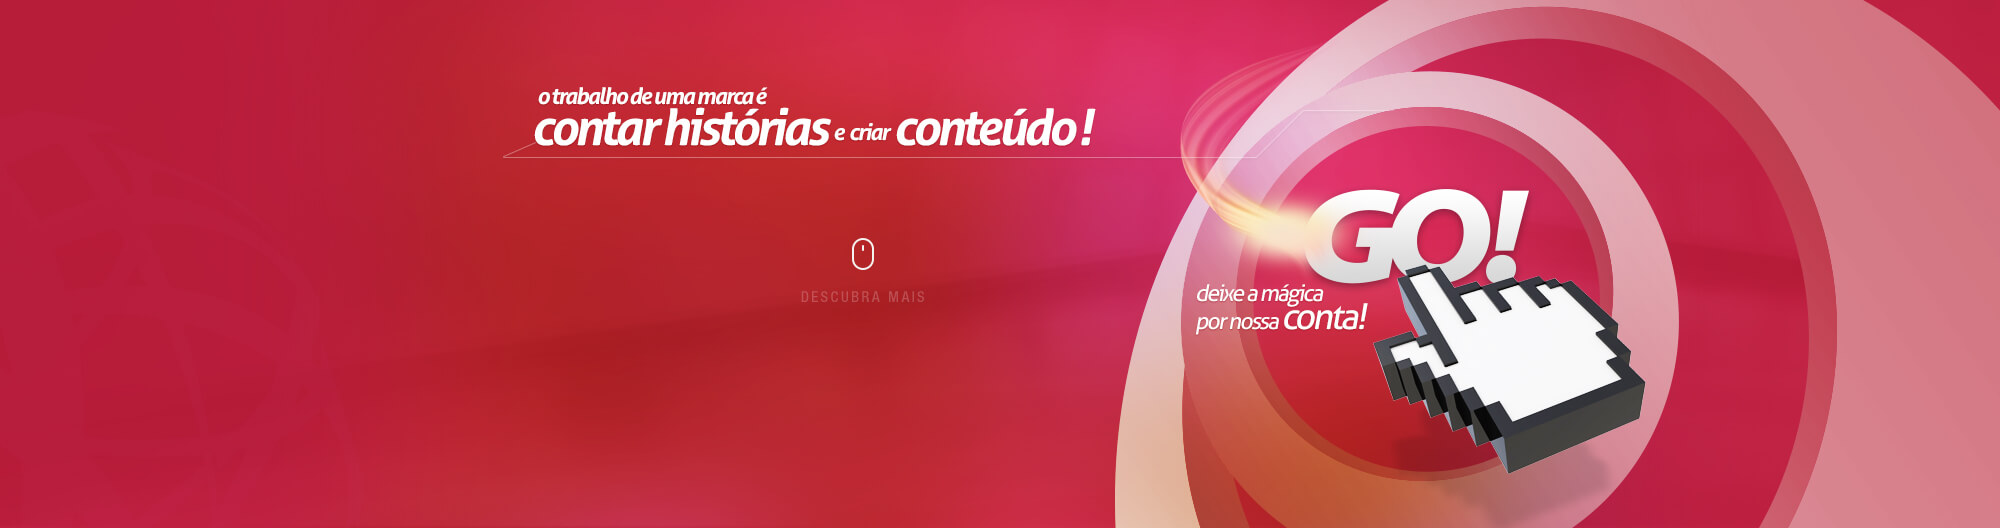 o trabalho de uma marca é
contar histórias e criar conteúdo !
GO!
deixe a mágica
por nossa conta!
DESCUBRA MAIS